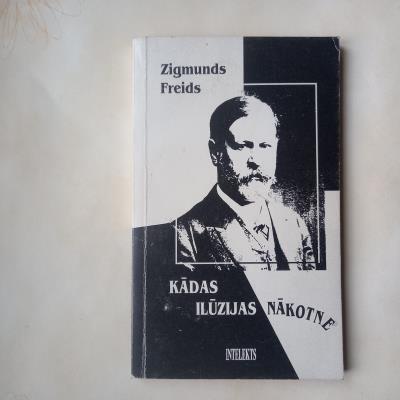 Zigmunds
Freids
KĀDAS
ILŪZIJAS NĀKOTNE
INTELEKTS